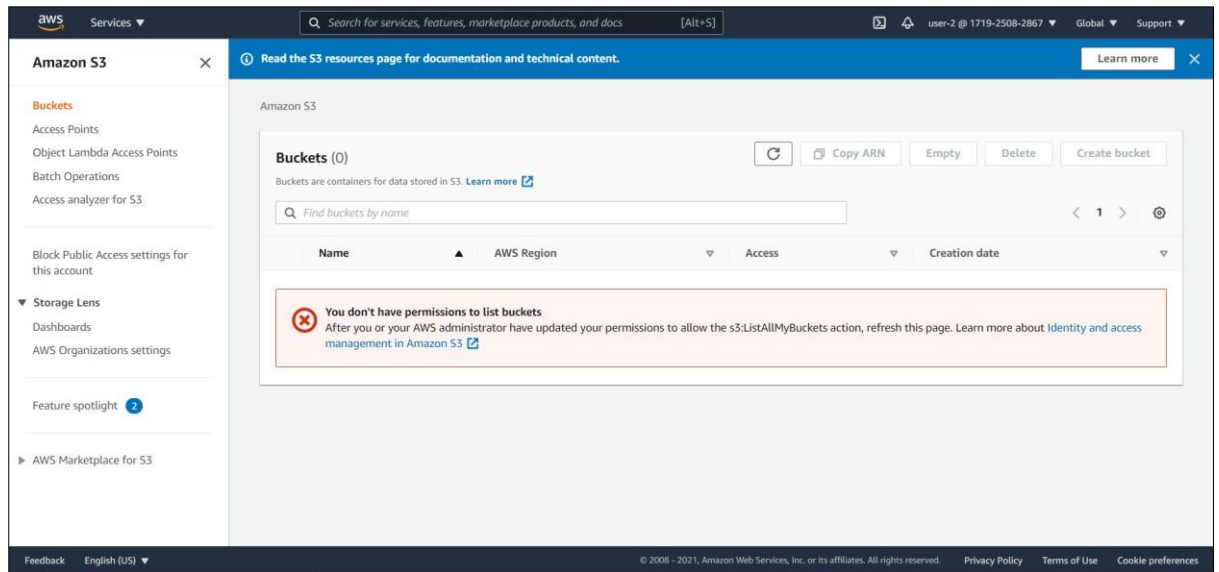 aws Services ▼ Search for services, features, marketplace products, and docs [Alt+S] user-2 @ 1719-2508-2867 ▼ Global ▼ Support ▼
Amazon S3
Read the S3 resources page for documentation and technical content. Learn more
Buckets
Access Points
Object Lambda Access Points
Batch Operations
Access analyzer for S3
Block Public Access settings for
this account
Storage Lens
Dashboards
AWS Organizations settings
Feature spotlight 2
AWS Marketplace for S3
Amazon S3
Buckets (0) Copy ARN Empty Delete Create bucket
Buckets are containers for data stored in S3. Learn more
Find buckets by name
1
Name AWS Region Access Creation date
You don't have permissions to list buckets
After you or your AWS administrator have updated your permissions to allow the s3:ListAllMyBuckets action, refresh this page. Learn more about Identity and access
management in Amazon S3
Feedback English (US) ▼ © 2008 - 2021, Amazon Web Services, Inc. or its affiliates. All rights reserved. Privacy Policy Terms of Use Cookie preferences